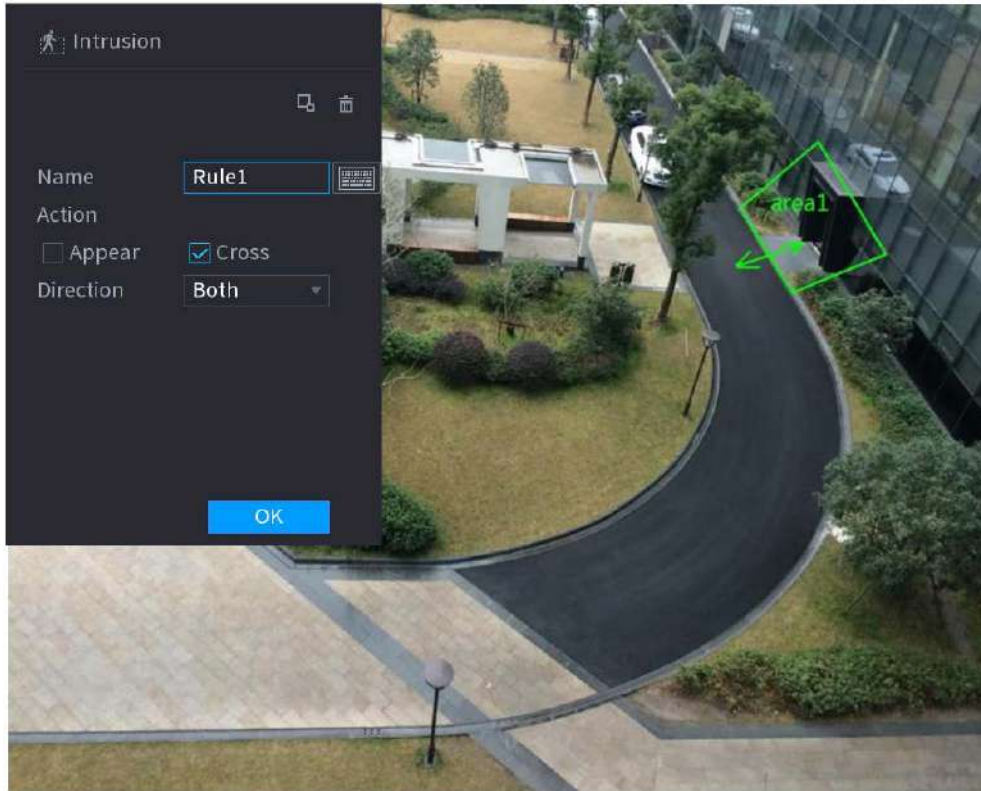 Intrusion
Name Rule1
Action
Appear Cross
Direction Both
OK
area1